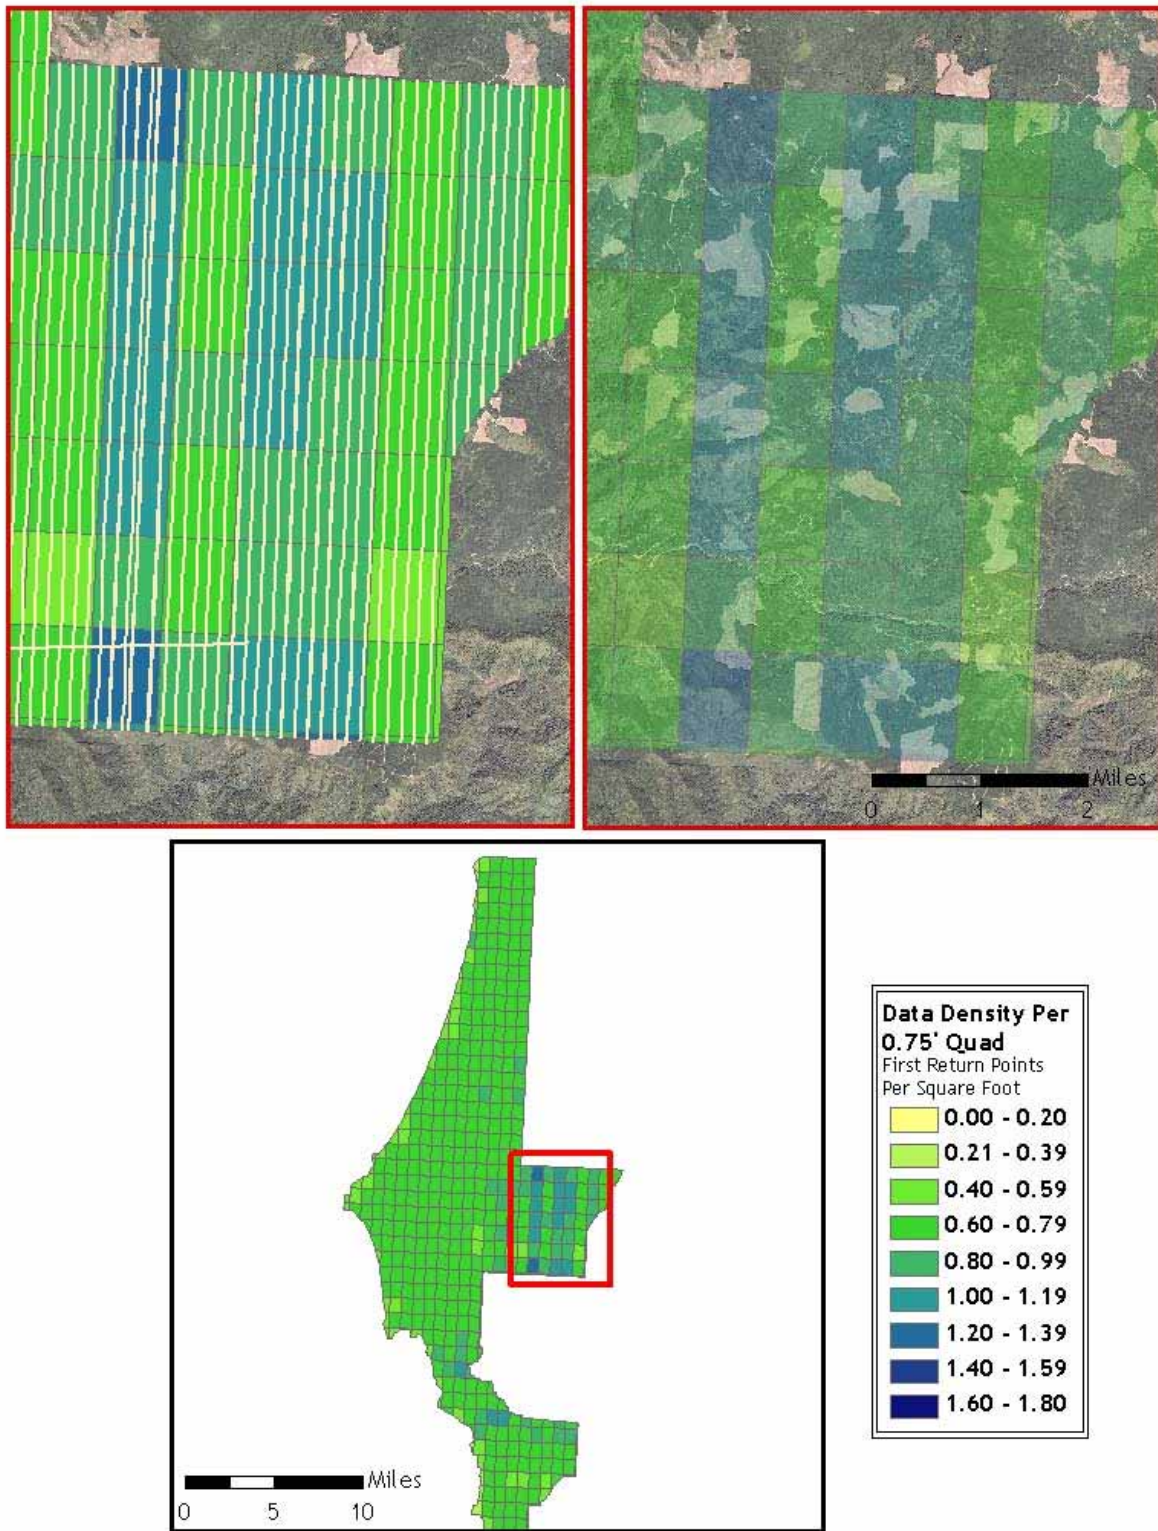 Miles
0 1 2
Data Density Per
0.75' Quad
First Return Points
Per Square Foot
0.00 - 0.20
0.21 - 0.39
0.40 - 0.59
0.60 - 0.79
0.80 - 0.99
1.00 - 1.19
1.20 - 1.39
1.40 - 1.59
1.60 - 1.80
Miles
0 5 10